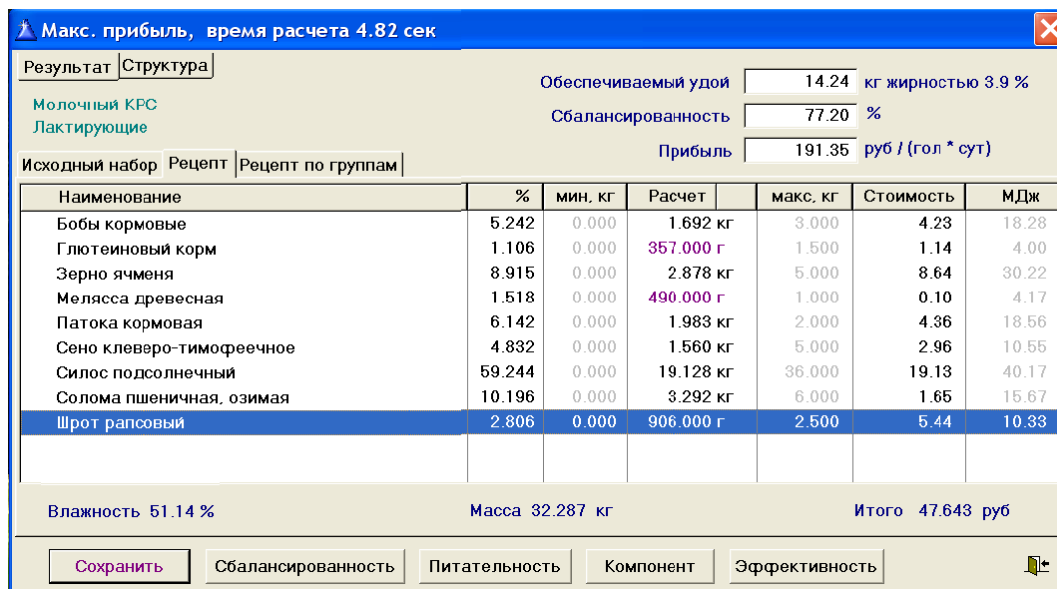 Макс. прибыль, время расчета 4.82 сек
Результат Структура
Обеспечиваемый удой 14.24 кг жирностью 3.9 %
Молочный КРС
Лактирующие
Сбалансированность 77.20 %
Прибыль 191.35 руб / (гол * сут)
Исходный набор Рецепт Рецепт по группам
Наименование % мин, кг Расчет макс, кг Стоимость МДж
Бобы кормовые 5.242 0.000 1.692 кг 3.000 4.23 18.28
Глютеиновый корм 1.106 0.000 357.000 г 1.500 1.14 4.00
Зерно ячменя 8.915 0.000 2.878 кг 5.000 8.64 30.22
Мелясса древесная 1.518 0.000 490.000 г 1.000 0.10 4.17
Патока кормовая 6.142 0.000 1.983 кг 2.000 4.36 18.56
Сено клеверо-тимофеечное 4.832 0.000 1.560 кг 5.000 2.96 10.55
Силос подсолнечный 59.244 0.000 19.128 кг 36.000 19.13 40.17
Солома пшеничная, озимая 10.196 0.000 3.292 кг 6.000 1.65 15.67
Шрот рапсовый 2.806 0.000 906.000 г 2.500 5.44 10.33
Влажность 51.14 % Масса 32.287 кг Итого 47.643 руб
Сохранить Сбалансированность Питательность Компонент Эффективность